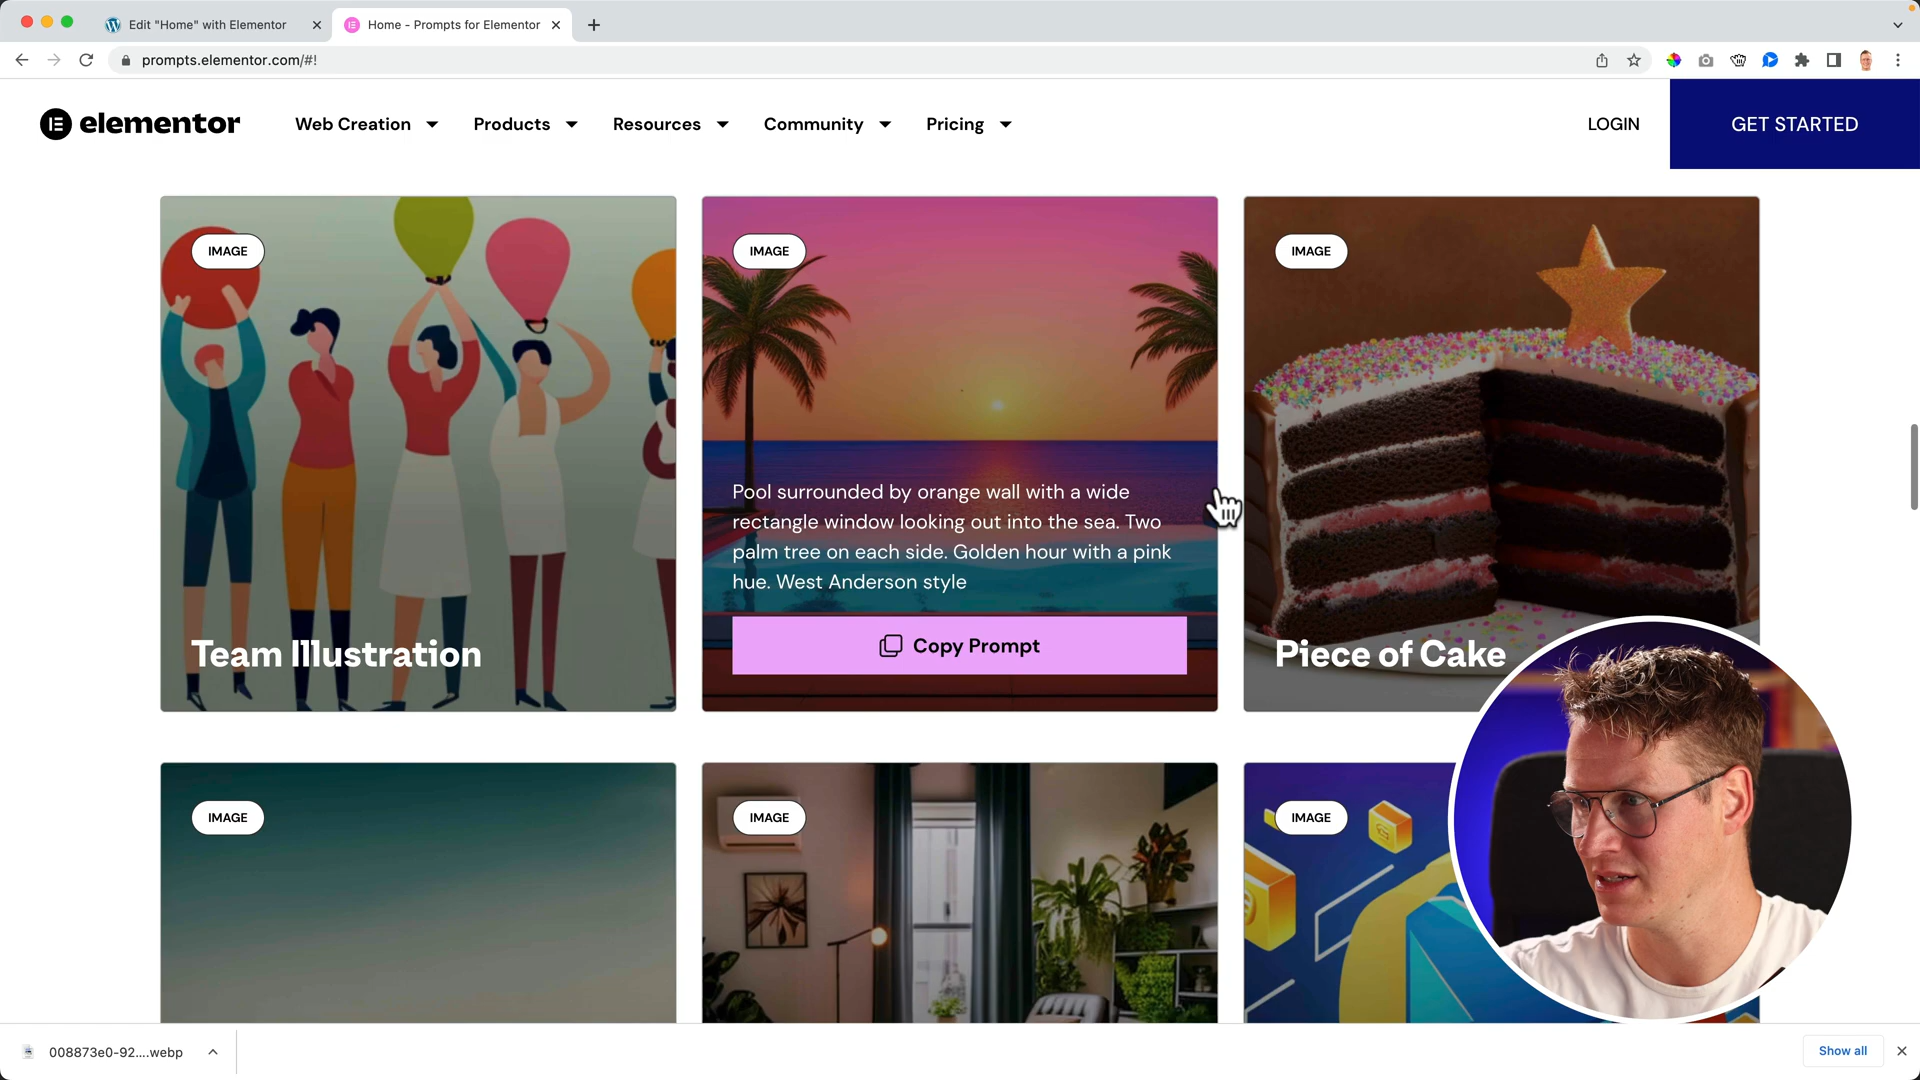 Edit "Home" with Elementor
Home - Prompts for Elementor
prompts.elementor.com/#!
elementor
Web Creation
Products
Resources
Community
Pricing
LOGIN
GET STARTED
IMAGE
Team Illustration
IMAGE
Pool surrounded by orange wall with a wide
rectangle window looking out into the sea. Two
palm tree on each side. Golden hour with a pink
hue. West Anderson style
Copy Prompt
IMAGE
Piece of Cake
IMAGE
IMAGE
IMAGE
008873e0-92....webp
Show all